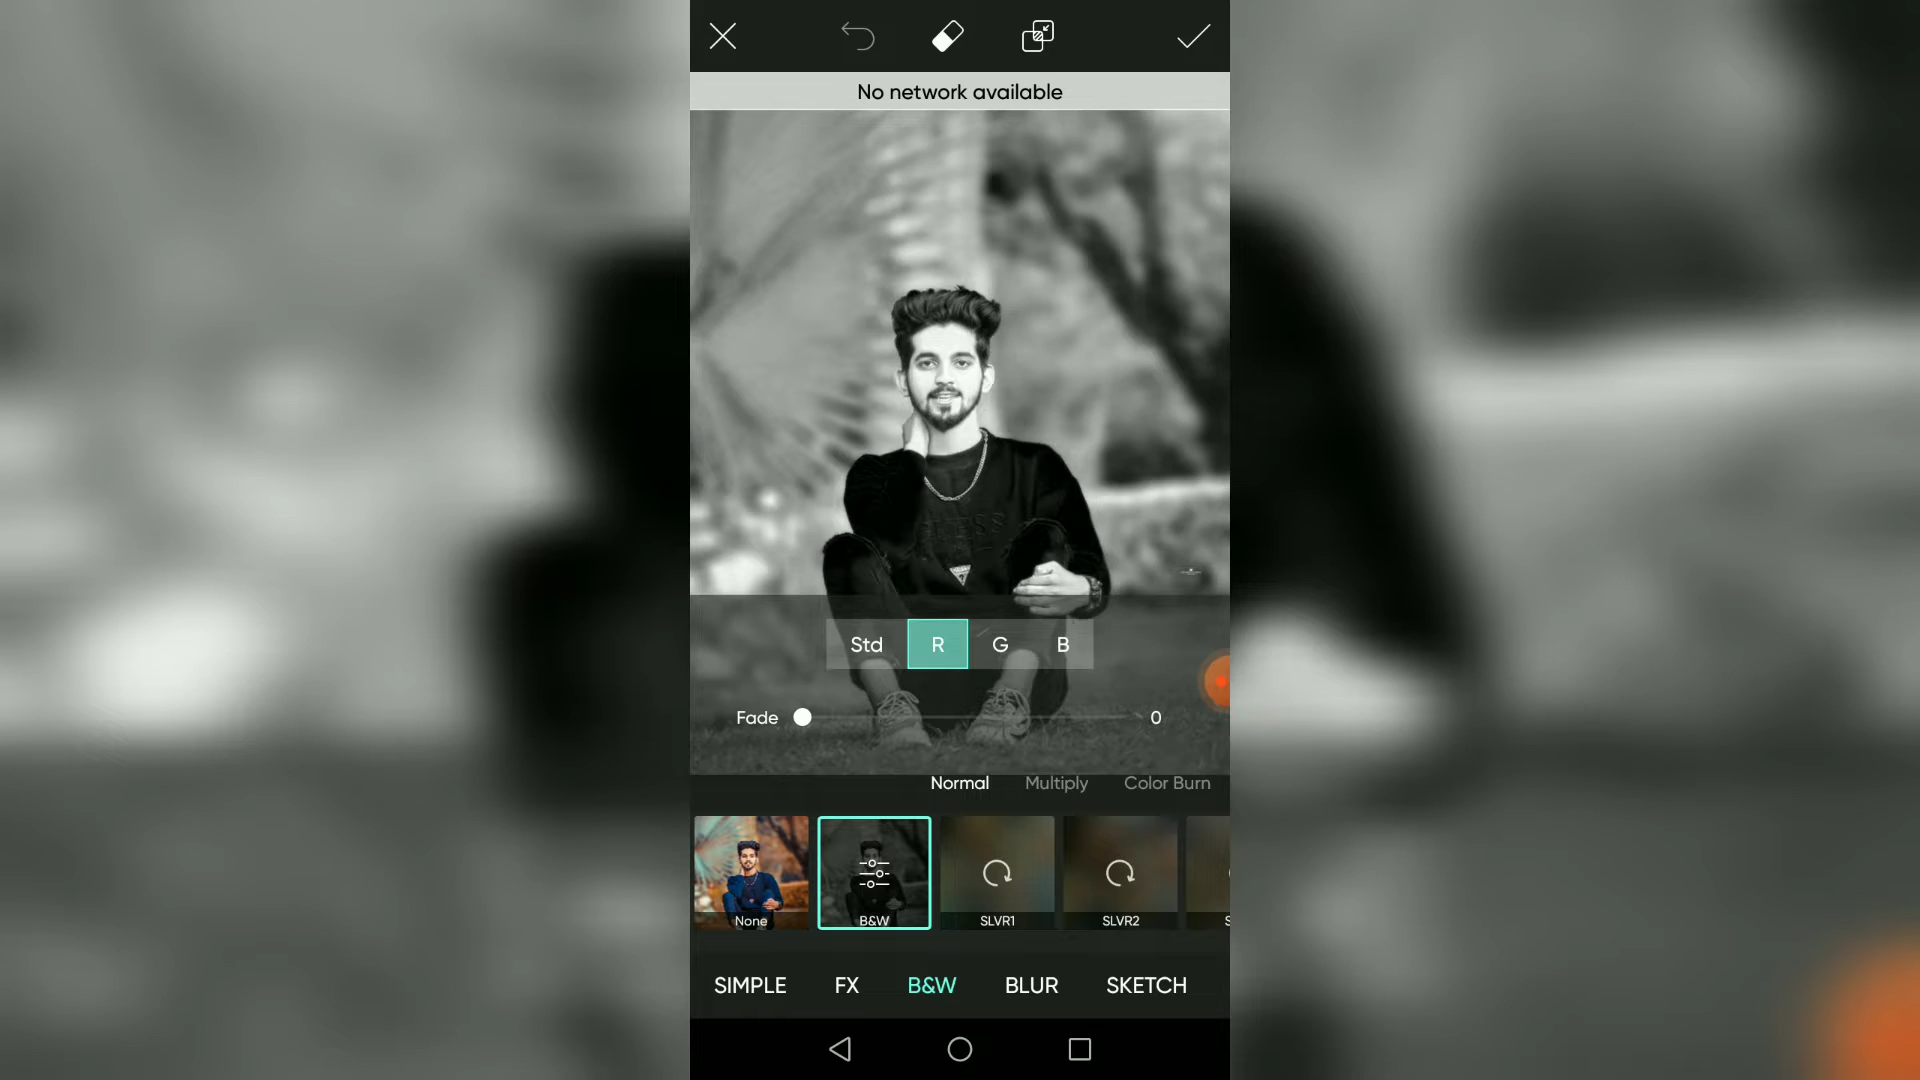 No network available
Std R G B
Fade 0
Normal Multiply Color Burn
None B&W SLVR1 SLVR2
SIMPLE FX B&W BLUR SKETCH